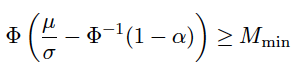 Φ ( μ/σ − Φ⁻¹(1 − α) ) ≥ M_min